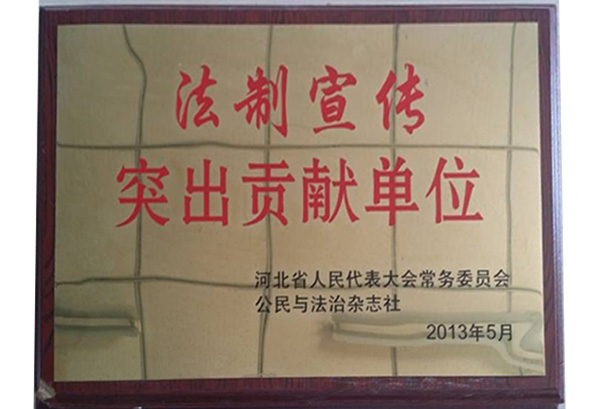 法制宣传
突出贡献单位
河北省人民代表大会常务委员会
公民与法治杂志社
2013年5月